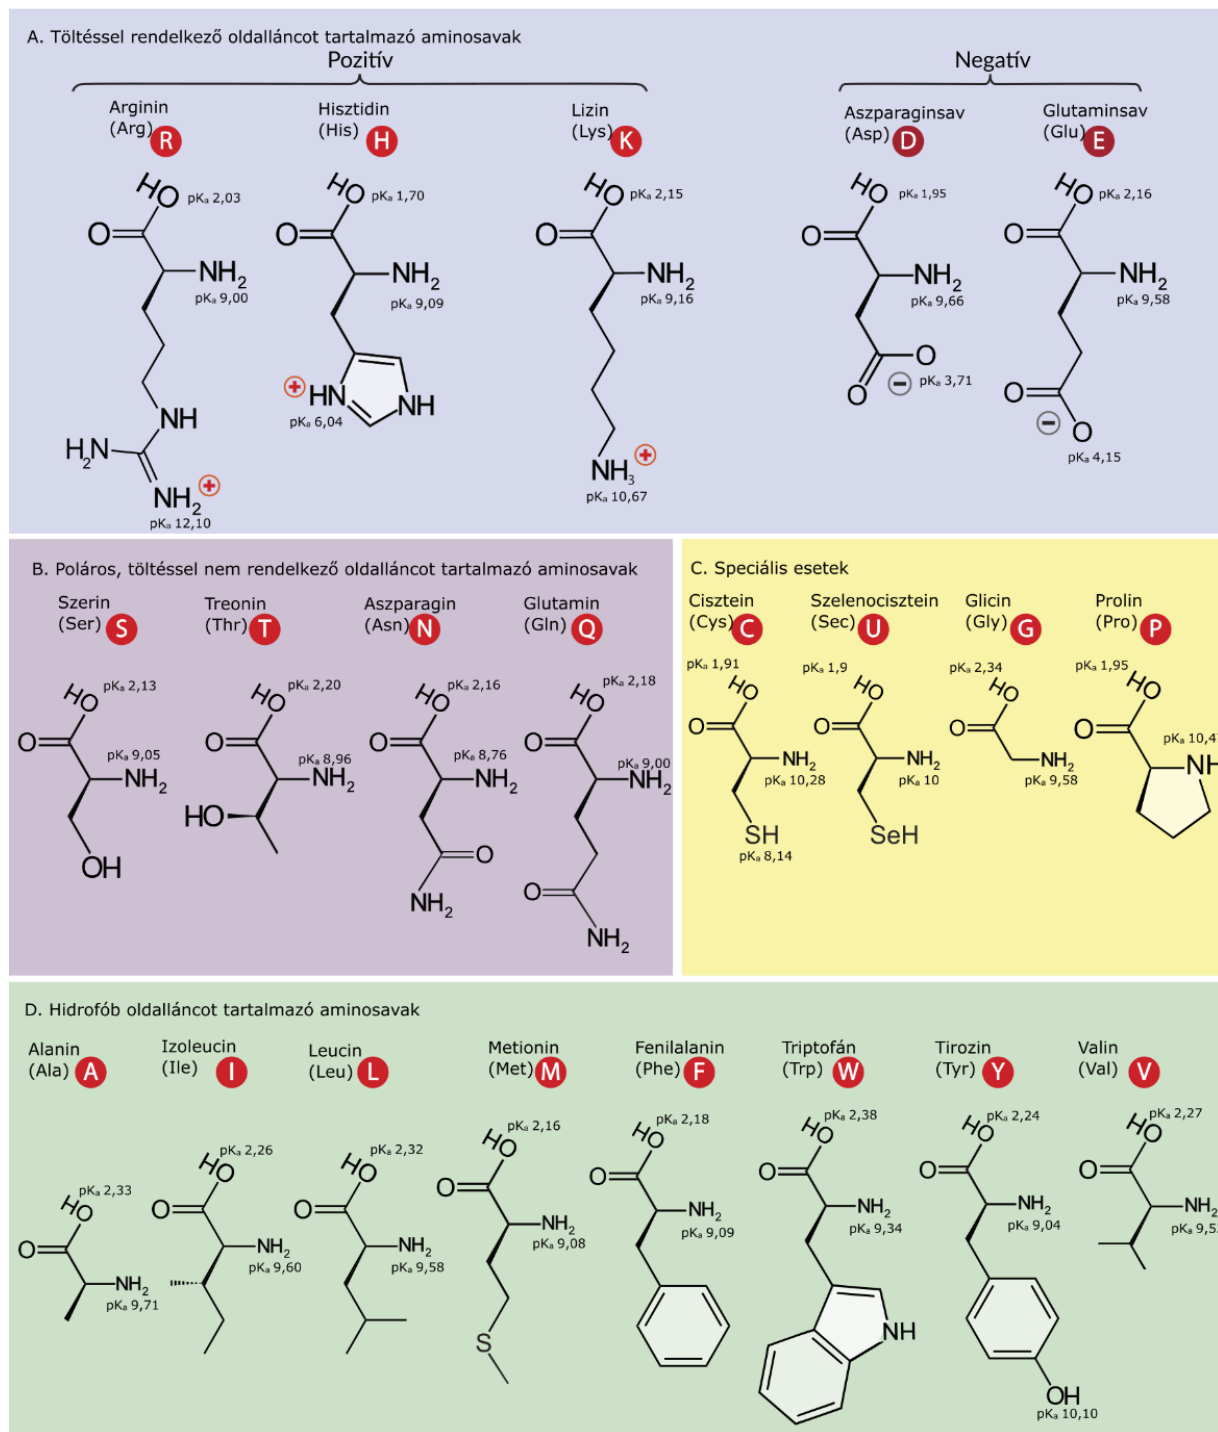 A. Töltéssel rendelkező oldalláncot tartalmazó aminosavak
Pozitív
Negatív
Arginin
(Arg)
R
Hisztidin
(His)
H
Lizin
(Lys)
K
Aszparaginsav
(Asp)
D
Glutaminsav
(Glu)
E
HO
pKₐ 2,03
O
NH₂
pKₐ 9,00
NH
H₂N
NH₂
pKₐ 12,10
HO
pKₐ 1,70
O
NH₂
pKₐ 9,09
+
HN
NH
pKₐ 6,04
HO
pKₐ 2,15
O
NH₂
pKₐ 9,16
NH₃
+
pKₐ 10,67
HO
pKₐ 1,95
O
NH₂
pKₐ 9,66
O
O
−
pKₐ 3,71
HO
pKₐ 2,16
O
NH₂
pKₐ 9,58
O
−
O
pKₐ 4,15
B. Poláros, töltéssel nem rendelkező oldalláncot tartalmazó aminosavak
Szerin
(Ser)
S
Treonin
(Thr)
T
Aszparagin
(Asn)
N
Glutamin
(Gln)
Q
HO
pKₐ 2,13
O
pKₐ 9,05
NH₂
OH
HO
pKₐ 2,20
O
pKₐ 8,96
NH₂
HO
HO
pKₐ 2,16
O
pKₐ 8,76
NH₂
O
NH₂
HO
pKₐ 2,18
O
pKₐ 9,00
NH₂
O
NH₂
C. Speciális esetek
Cisztein
(Cys)
C
Szelenocisztein
(Sec)
U
Glicin
(Gly)
G
Prolin
(Pro)
P
pKₐ 1,91
HO
O
NH₂
pKₐ 10,28
SH
pKₐ 8,14
pKₐ 1,9
HO
O
NH₂
pKₐ 10
SeH
pKₐ 2,34
HO
O
NH₂
pKₐ 9,58
pKₐ 1,95
HO
O
pKₐ 10,4
NH
D. Hidrofób oldalláncot tartalmazó aminosavak
Alanin
(Ala)
A
Izoleucin
(Ile)
I
Leucin
(Leu)
L
Metionin
(Met)
M
Fenilalanin
(Phe)
F
Triptofán
(Trp)
W
Tirozin
(Tyr)
Y
Valin
(Val)
V
pKₐ 2,33
HO
O
NH₂
pKₐ 9,71
pKₐ 2,26
HO
O
NH₂
pKₐ 9,60
pKₐ 2,32
HO
O
NH₂
pKₐ 9,58
pKₐ 2,16
HO
O
NH₂
pKₐ 9,08
S
pKₐ 2,18
HO
O
NH₂
pKₐ 9,09
pKₐ 2,38
HO
O
NH₂
pKₐ 9,34
NH
pKₐ 2,24
HO
O
NH₂
pKₐ 9,04
OH
pKₐ 10,10
pKₐ 2,27
HO
O
NH₂
pKₐ 9,5